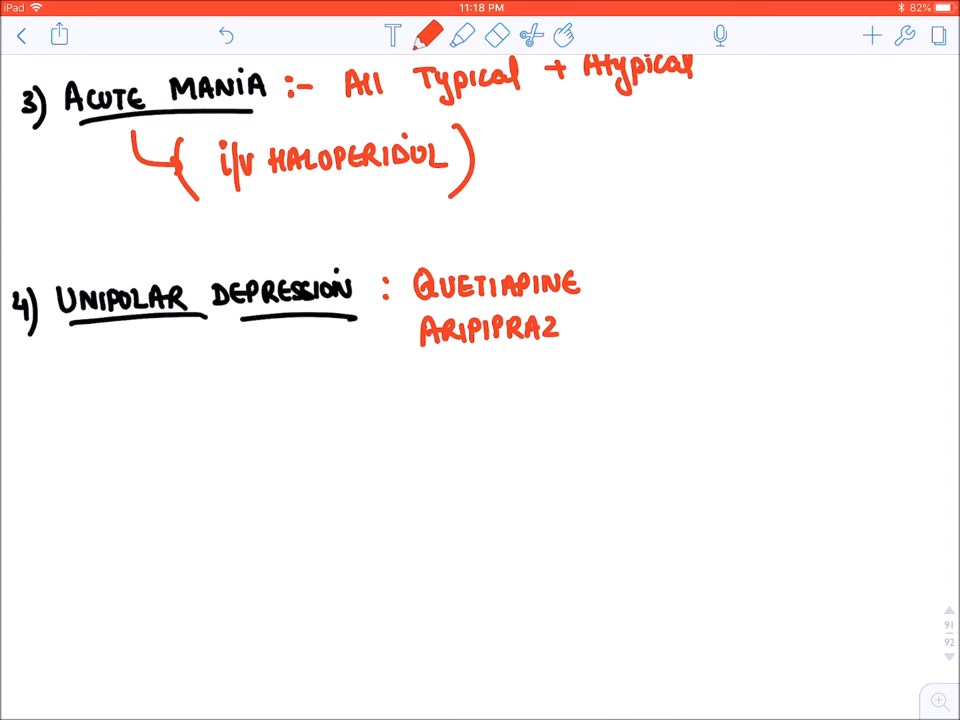 iPad 11:18 PM 82%
T
3) ACUTE MANIA :- All Typical + Atypical
( i/v HALOPERIDOL )
4) UNIPOLAR DEPRESSION : QUETIAPINE
ARIPIPRAZ
91
92